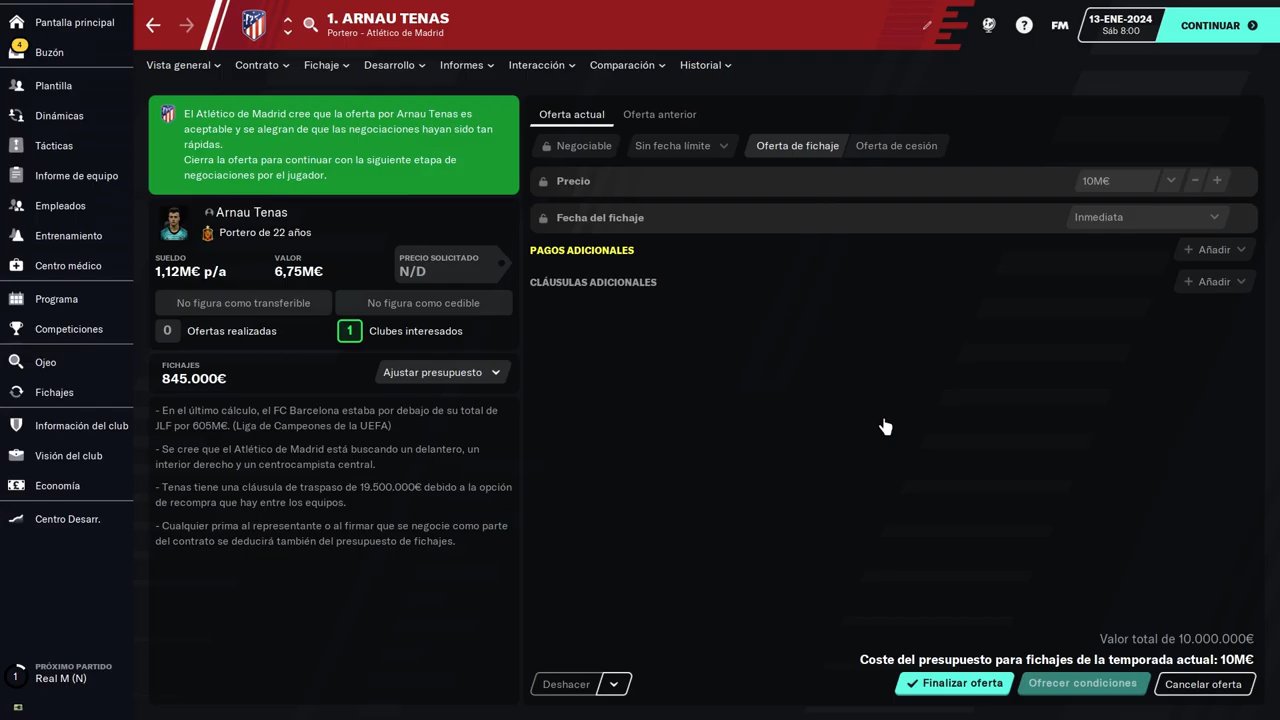 Pantalla principal
4
Buzón
Plantilla
Dinámicas
Tácticas
Informe de equipo
Empleados
Entrenamiento
Centro médico
Programa
Competiciones
Ojeo
Fichajes
Información del club
Visión del club
Economía
Centro Desarr.
1
PRÓXIMO PARTIDO
Real M (N)
1. ARNAU TENAS
Portero - Atlético de Madrid
?
FM
13-ENE-2024
Sáb 8:00
CONTINUAR
Vista general
Contrato
Fichaje
Desarrollo
Informes
Interacción
Comparación
Historial
El Atlético de Madrid cree que la oferta por Arnau Tenas es
aceptable y se alegran de que las negociaciones hayan sido tan
rápidas.
Cierra la oferta para continuar con la siguiente etapa de
negociaciones por el jugador.
Arnau Tenas
Portero de 22 años
SUELDO
1,12M€ p/a
VALOR
6,75M€
PRECIO SOLICITADO
N/D
No figura como transferible
No figura como cedible
0 Ofertas realizadas
1 Clubes interesados
FICHAJES
845.000€
Ajustar presupuesto
- En el último cálculo, el FC Barcelona estaba por debajo de su total de
JLF por 605M€. (Liga de Campeones de la UEFA)
- Se cree que el Atlético de Madrid está buscando un delantero, un
interior derecho y un centrocampista central.
- Tenas tiene una cláusula de traspaso de 19.500.000€ debido a la opción
de recompra que hay entre los equipos.
- Cualquier prima al representante o al firmar que se negocie como parte
del contrato se deducirá también del presupuesto de fichajes.
Oferta actual
Oferta anterior
Negociable
Sin fecha límite
Oferta de fichaje
Oferta de cesión
Precio
10M€
Fecha del fichaje
Inmediata
PAGOS ADICIONALES
+ Añadir
CLÁUSULAS ADICIONALES
+ Añadir
Valor total de 10.000.000€
Coste del presupuesto para fichajes de la temporada actual: 10M€
Deshacer
Finalizar oferta
Ofrecer condiciones
Cancelar oferta